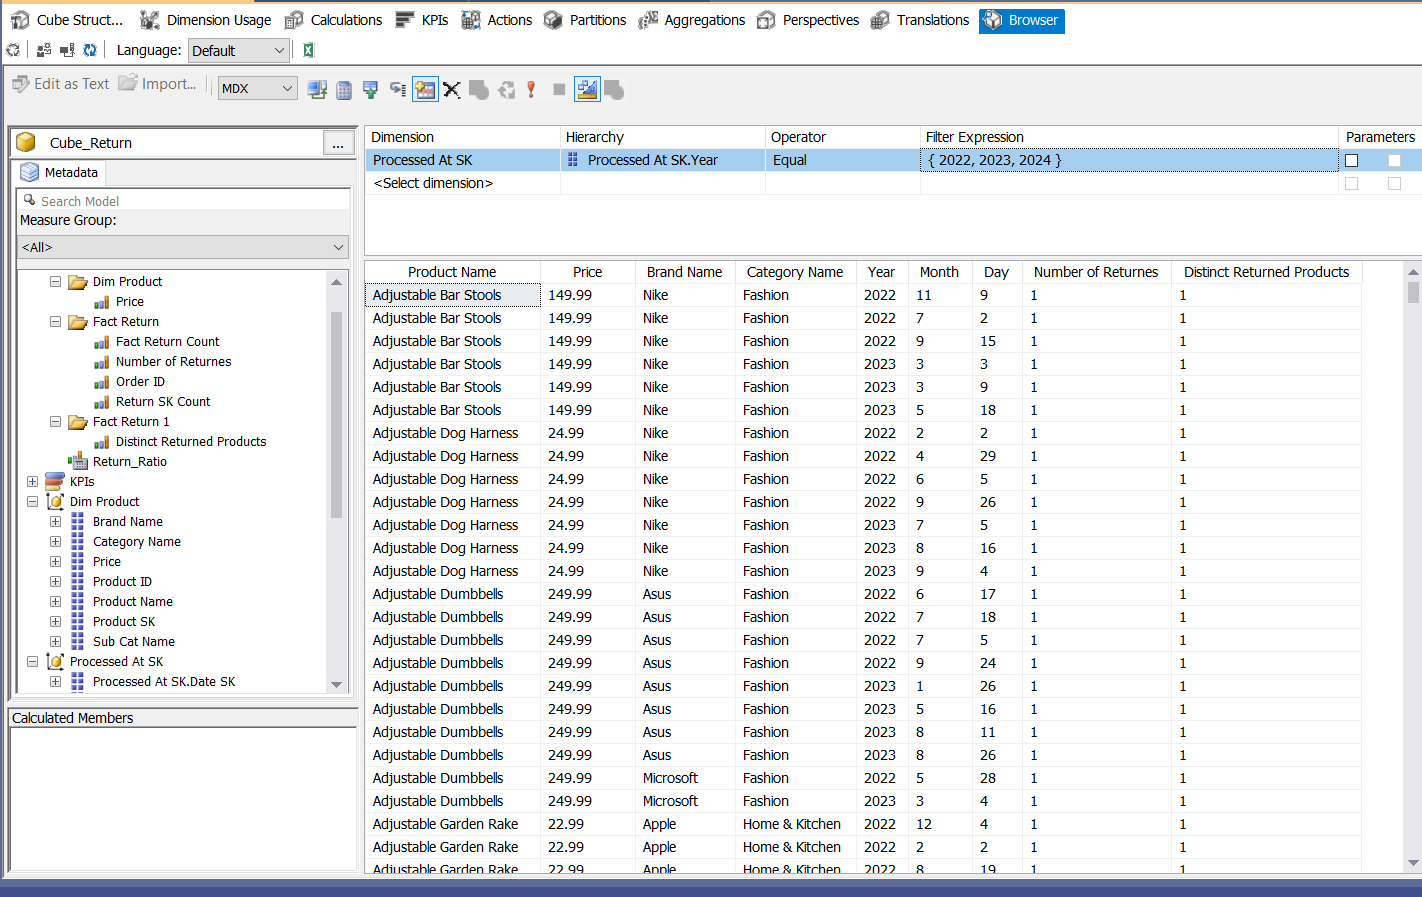 Cube Struct... Dimension Usage Calculations KPIs Actions Partitions Aggregations Perspectives Translations Browser
Language: Default
Edit as Text Import... MDX
Cube_Return ...
Metadata
Search Model
Measure Group:
<All>
Dim Product
Price
Fact Return
Fact Return Count
Number of Returnes
Order ID
Return SK Count
Fact Return 1
Distinct Returned Products
Return_Ratio
KPIs
Dim Product
Brand Name
Category Name
Price
Product ID
Product Name
Product SK
Sub Cat Name
Processed At SK
Processed At SK.Date SK
Calculated Members
Dimension Hierarchy Operator Filter Expression Parameters
Processed At SK Processed At SK.Year Equal { 2022, 2023, 2024 }
<Select dimension>
Product Name Price Brand Name Category Name Year Month Day Number of Returnes Distinct Returned Products
Adjustable Bar Stools 149.99 Nike Fashion 2022 11 9 1 1
Adjustable Bar Stools 149.99 Nike Fashion 2022 7 2 1 1
Adjustable Bar Stools 149.99 Nike Fashion 2022 9 15 1 1
Adjustable Bar Stools 149.99 Nike Fashion 2023 3 3 1 1
Adjustable Bar Stools 149.99 Nike Fashion 2023 3 9 1 1
Adjustable Bar Stools 149.99 Nike Fashion 2023 5 18 1 1
Adjustable Dog Harness 24.99 Nike Fashion 2022 2 2 1 1
Adjustable Dog Harness 24.99 Nike Fashion 2022 4 29 1 1
Adjustable Dog Harness 24.99 Nike Fashion 2022 6 5 1 1
Adjustable Dog Harness 24.99 Nike Fashion 2022 9 26 1 1
Adjustable Dog Harness 24.99 Nike Fashion 2023 7 5 1 1
Adjustable Dog Harness 24.99 Nike Fashion 2023 8 16 1 1
Adjustable Dog Harness 24.99 Nike Fashion 2023 9 4 1 1
Adjustable Dumbbells 249.99 Asus Fashion 2022 6 17 1 1
Adjustable Dumbbells 249.99 Asus Fashion 2022 7 18 1 1
Adjustable Dumbbells 249.99 Asus Fashion 2022 7 5 1 1
Adjustable Dumbbells 249.99 Asus Fashion 2022 9 24 1 1
Adjustable Dumbbells 249.99 Asus Fashion 2023 1 26 1 1
Adjustable Dumbbells 249.99 Asus Fashion 2023 5 16 1 1
Adjustable Dumbbells 249.99 Asus Fashion 2023 8 11 1 1
Adjustable Dumbbells 249.99 Asus Fashion 2023 8 26 1 1
Adjustable Dumbbells 249.99 Microsoft Fashion 2022 5 28 1 1
Adjustable Dumbbells 249.99 Microsoft Fashion 2023 3 4 1 1
Adjustable Garden Rake 22.99 Apple Home & Kitchen 2022 12 4 1 1
Adjustable Garden Rake 22.99 Apple Home & Kitchen 2022 2 2 1 1
Adjustable Garden Rake 22.99 Apple Home & Kitchen 2022 8 19 1 1